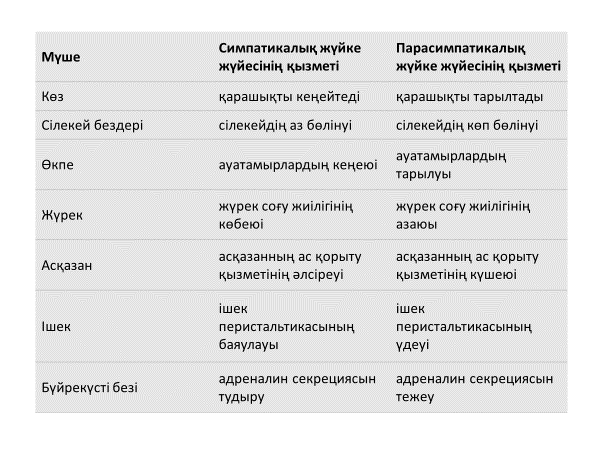 Мүше
Симпатикалық жүйке
жүйесінің қызметі
Парасимпатикалық
жүйке жүйесінің қызметі
Көз
қарашықты кеңейтеді
қарашықты тарылтады
Сілекей бездері
сілекейдің аз бөлінуі
сілекейдің көп бөлінуі
Өкпе
ауатамырлардың кеңеюі
ауатамырлардың
тарылуы
Жүрек
жүрек соғу жиілігінің
көбеюі
жүрек соғу жиілігінің
азаюы
Асқазан
асқазанның ас қорыту
қызметінің әлсіреуі
асқазанның ас қорыту
қызметінің күшеюі
Ішек
ішек
перистальтикасының
баяулауы
ішек
перистальтикасының
үдеуі
Бүйрекүсті безі
адреналин секрециясын
тудыру
адреналин секрециясын
тежеу